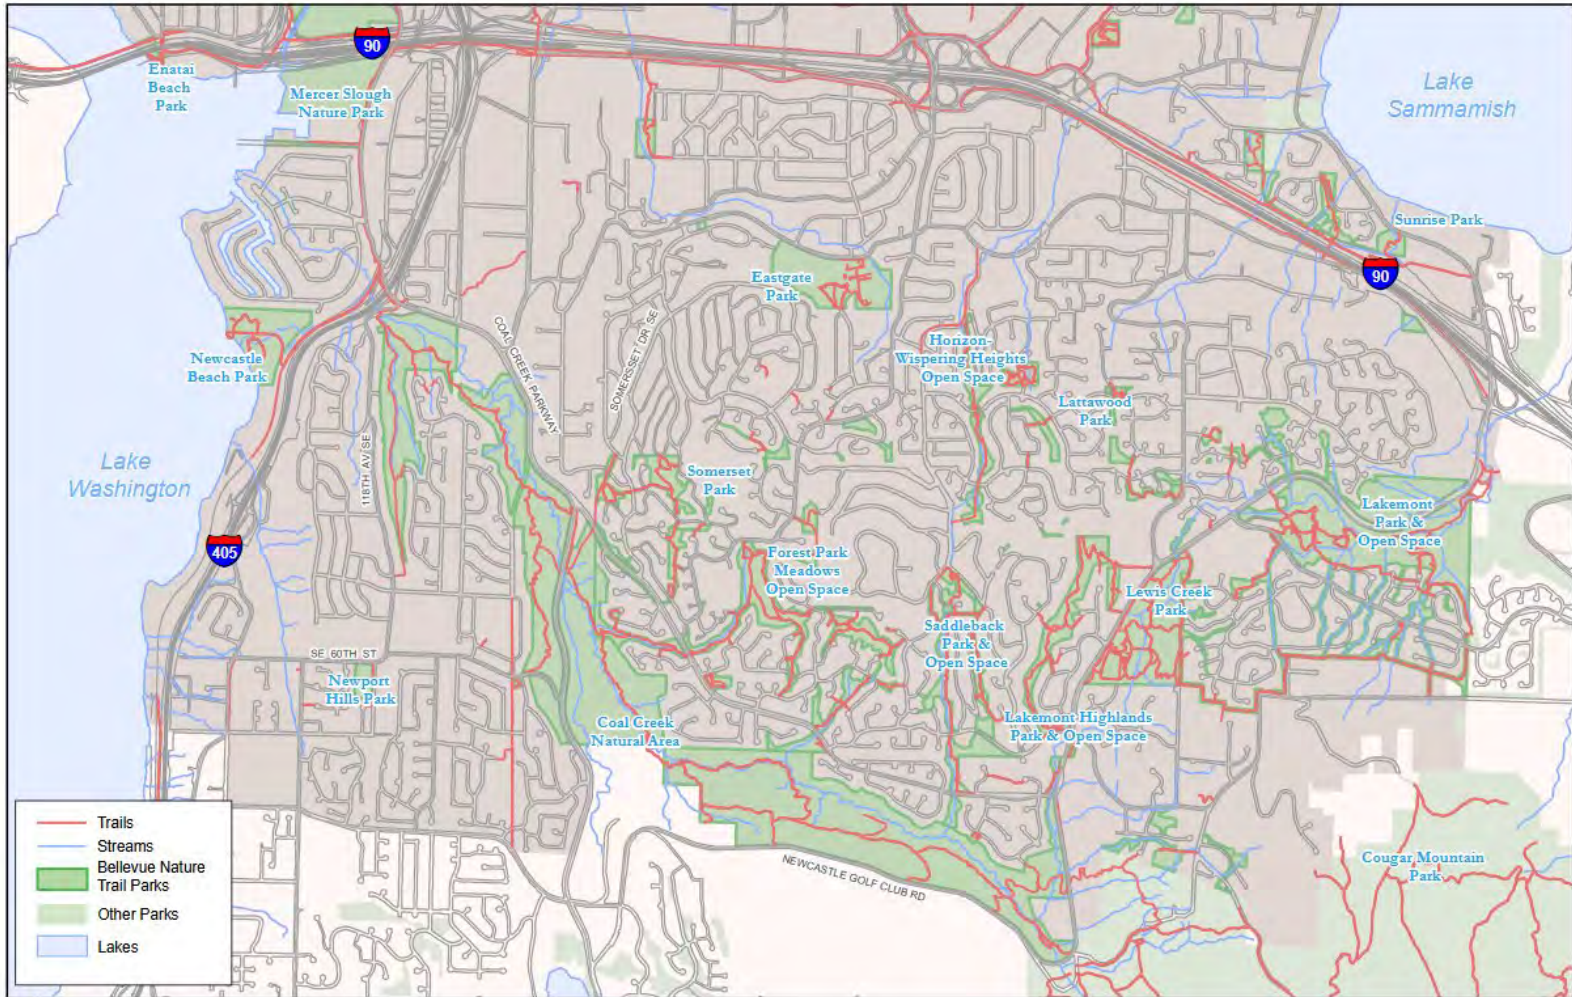 90
Enatai
Beach
Park
Mercer Slough
Nature Park
Lake
Sammamish
Sunrise Park
90
Eastgate
Park
COAL CREEK PARKWAY
SOMERSSET DR SE
Horizon-
Wispering Heights
Open Space
Newcastle
Beach Park
Lattawood
Park
Lake
Washington
118TH AV SE
Somerset
Park
Lakemont
Park &
Open Space
405
Forest Park
Meadows
Open Space
Lewis Creek
Park
Saddleback
Park &
Open Space
SE 60TH ST
Newport
Hills Park
Coal Creek
Natural Area
Lakemont Highlands
Park & Open Space
NEWCASTLE GOLF CLUB RD
Cougar Mountain
Park
Trails
Streams
Bellevue Nature
Trail Parks
Other Parks
Lakes